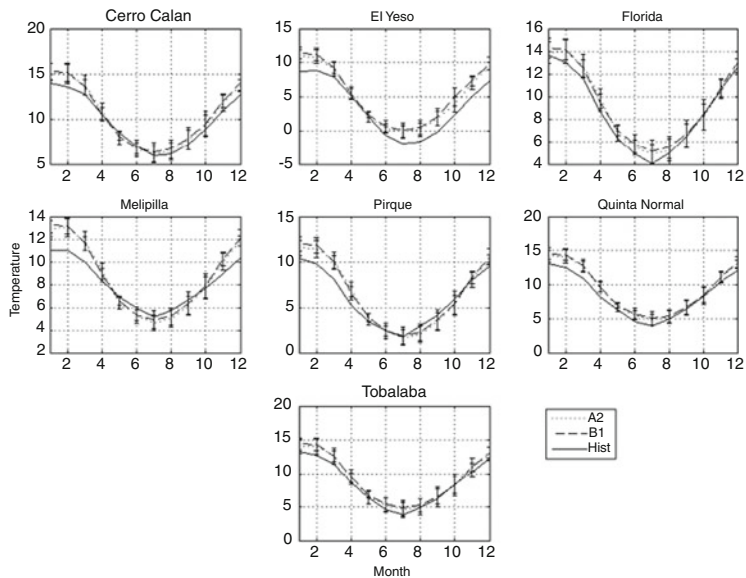 Cerro Calan
El Yeso
Florida
20
15
10
5
2 4 6 8 10 12
15
10
5
0
-5
2 4 6 8 10 12
16
14
12
10
8
6
4
2 4 6 8 10 12
Melipilla
Pirque
Quinta Normal
Temperature
14
12
10
8
6
4
2
2 4 6 8 10 12
15
10
5
0
2 4 6 8 10 12
20
15
10
5
0
2 4 6 8 10 12
Tobalaba
20
15
10
5
0
2 4 6 8 10 12
Month
A2
B1
Hist